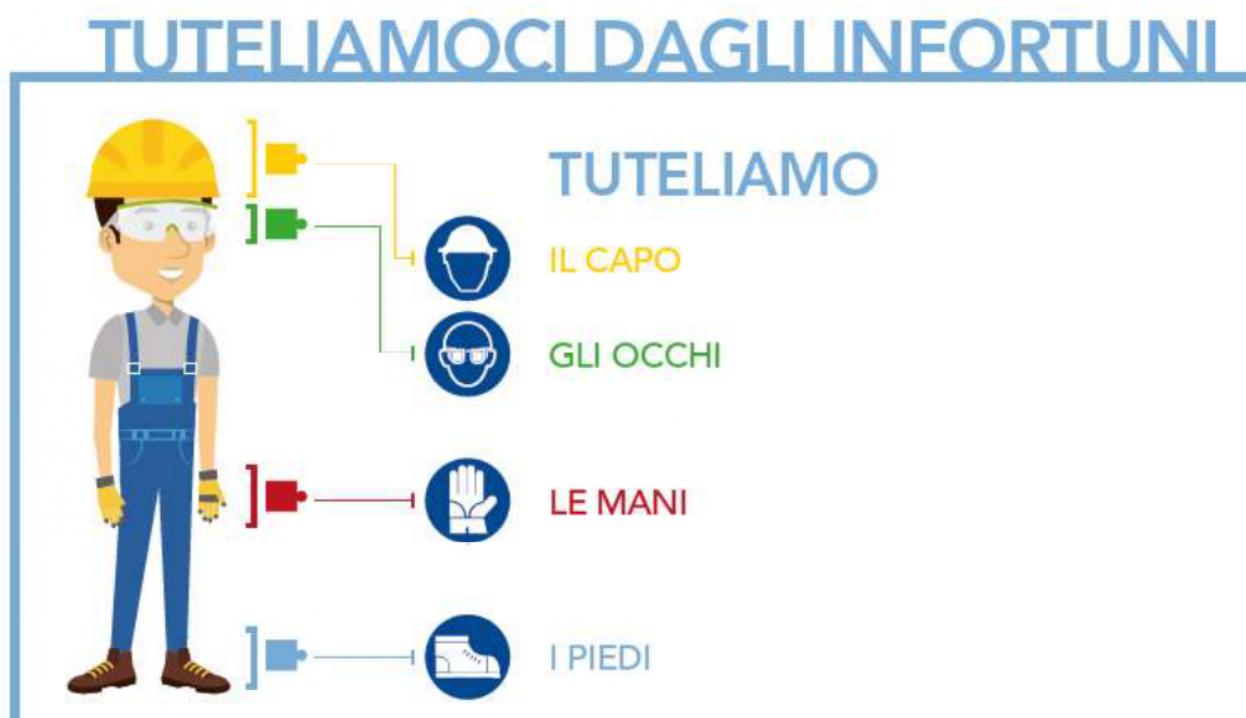 TUTELIAMOCI DAGLI INFORTUNI
TUTELIAMO
IL CAPO
GLI OCCHI
LE MANI
I PIEDI